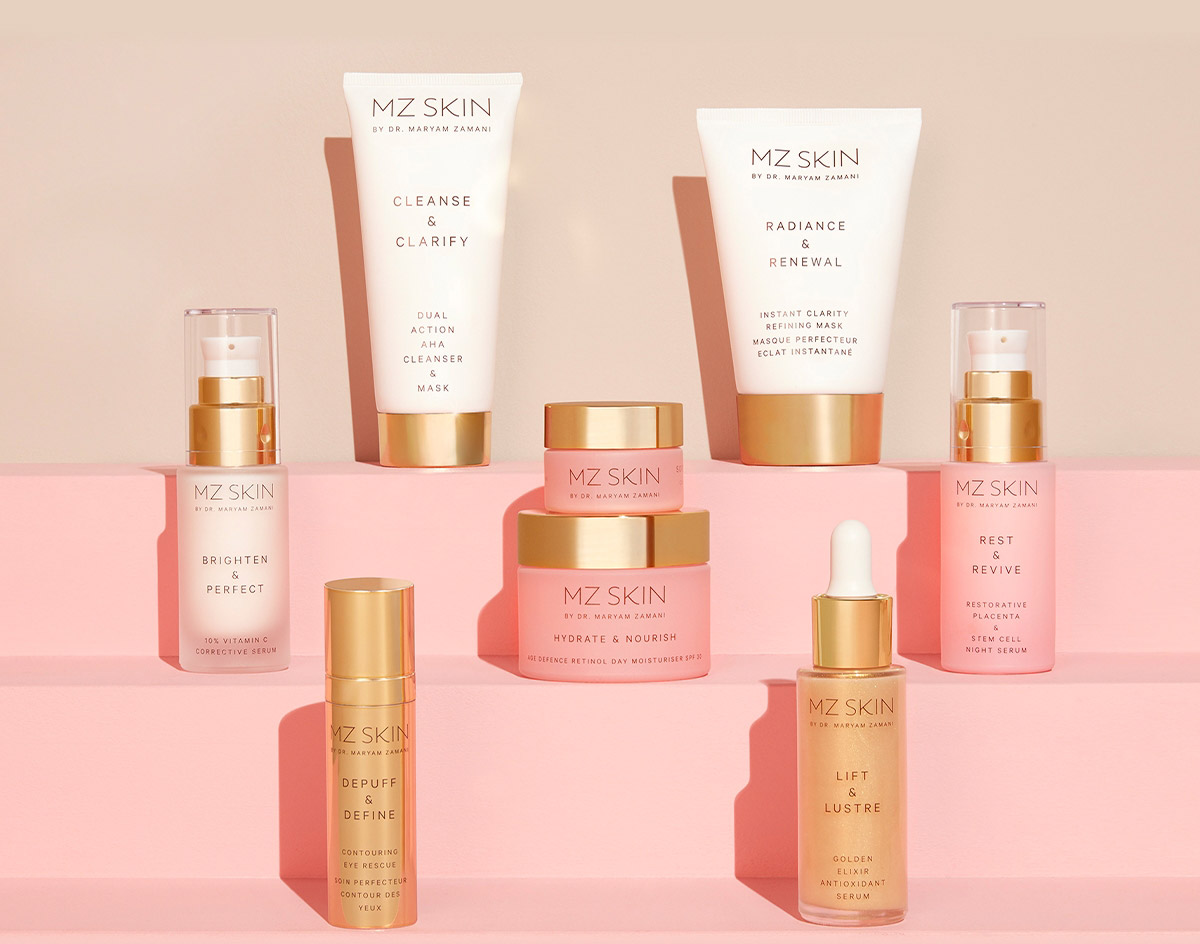 MZ SKIN
BY DR. MARYAM ZAMANI
CLEANSE
&
CLARIFY
DUAL
ACTION
AHA
CLEANSER
&
MASK
MZ SKIN
BY DR. MARYAM ZAMANI
RADIANCE
&
RENEWAL
INSTANT CLARITY
REFINING MASK
MASQUE PERFECTEUR
ECLAT INSTANTANÉ
MZ SKIN
BY DR. MARYAM ZAMANI
BRIGHTEN
&
PERFECT
10% VITAMIN C
CORRECTIVE SERUM
MZ SKIN
BY DR. MARYAM ZAMANI
MZ SKIN
BY DR. MARYAM ZAMANI
HYDRATE & NOURISH
AGE DEFENCE RETINOL DAY MOISTURISER SPF 30
MZ SKIN
BY DR. MARYAM ZAMANI
REST
&
REVIVE
RESTORATIVE
PLACENTA
&
STEM CELL
NIGHT SERUM
MZ SKIN
BY DR. MARYAM ZAMANI
DEPUFF
&
DEFINE
CONTOURING
EYE RESCUE
SOIN PERFECTEUR
CONTOUR DES
YEUX
MZ SKIN
BY DR. MARYAM ZAMANI
LIFT
&
LUSTRE
GOLDEN
ELIXIR
ANTIOXIDANT
SERUM